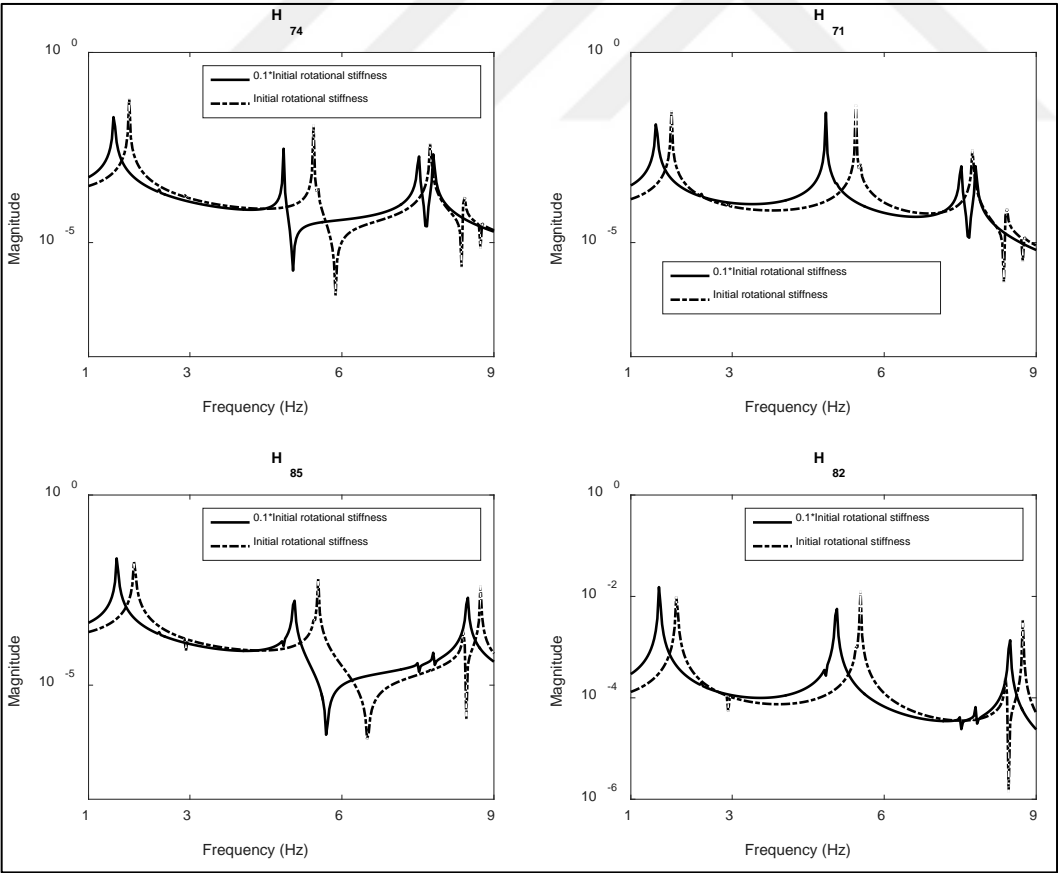 H
74
10 0
0.1*Initial rotational stiffness
Initial rotational stiffness
Magnitude
10 -5
1 3 6 9
Frequency (Hz)
H
71
10 0
Magnitude
10 -5
0.1*Initial rotational stiffness
Initial rotational stiffness
1 3 6 9
Frequency (Hz)
H
85
10 0
0.1*Initial rotational stiffness
Initial rotational stiffness
Magnitude
10 -5
1 3 6 9
Frequency (Hz)
H
82
10 0
0.1*Initial rotational stiffness
Initial rotational stiffness
10 -2
Magnitude
10 -4
10 -6
1 3 6 9
Frequency (Hz)